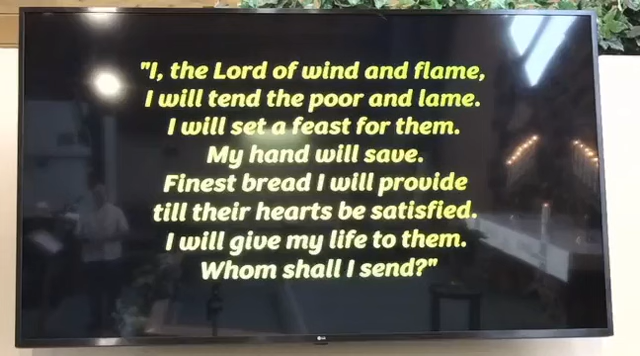 "I, the Lord of wind and flame,
I will tend the poor and lame.
I will set a feast for them.
My hand will save.
Finest bread I will provide
till their hearts be satisfied.
I will give my life to them.
Whom shall I send?"
LG